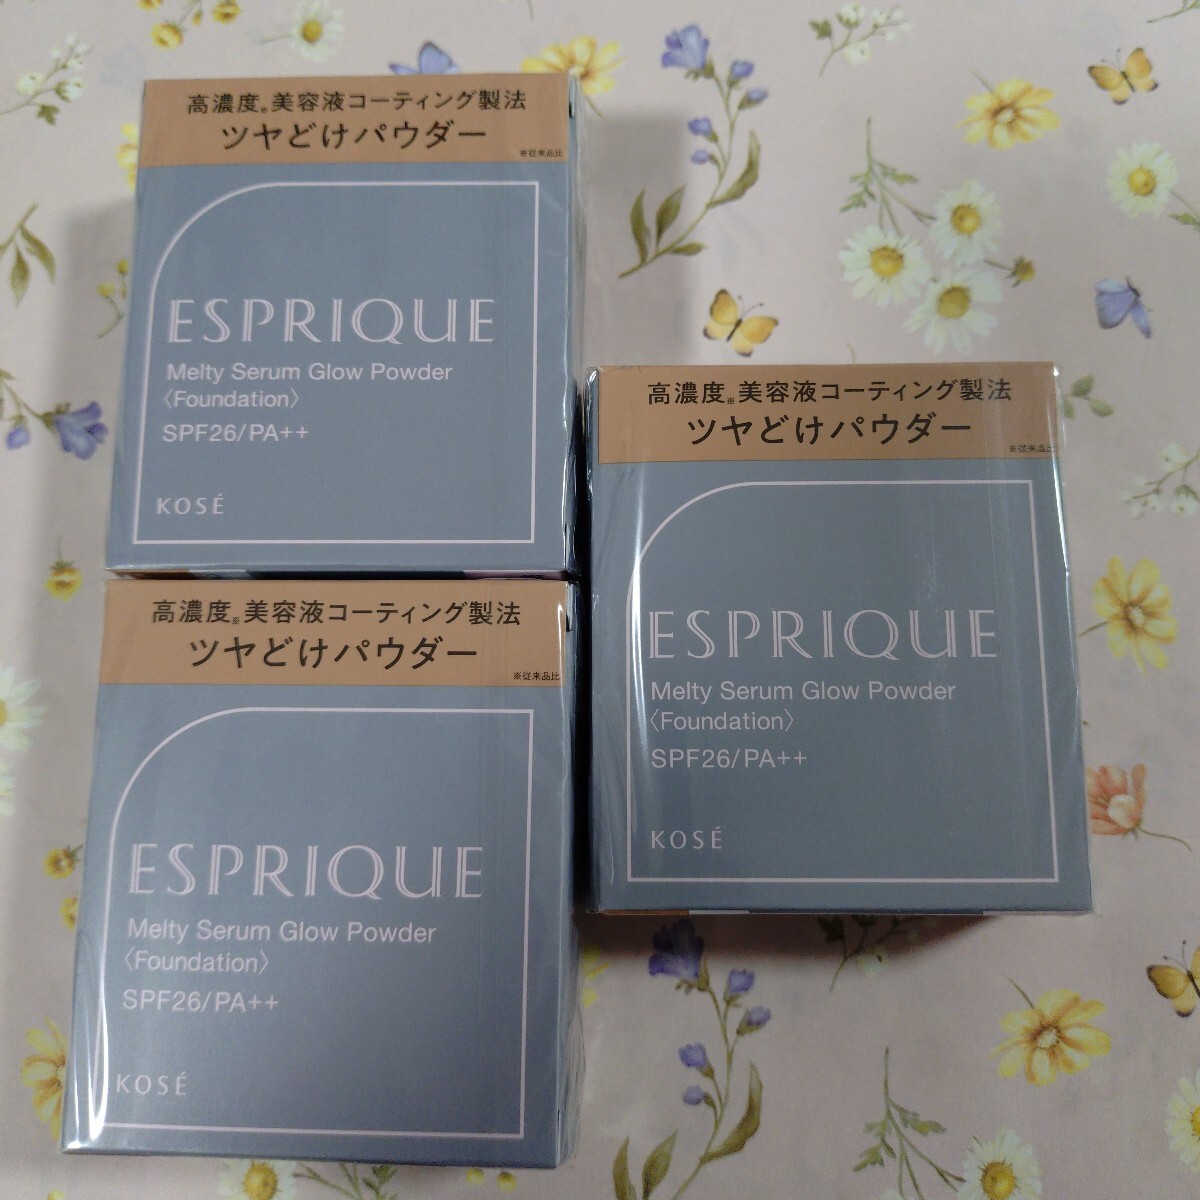 高濃度※美容液コーティング製法
ツヤどけパウダー
※従来品比
ESPRIQUE
Melty Serum Glow Powder
〈Foundation〉
SPF26/PA++
KOSÉ
高濃度※美容液コーティング製法
ツヤどけパウダー
※従来品比
ESPRIQUE
Melty Serum Glow Powder
〈Foundation〉
SPF26/PA++
KOSÉ
高濃度※美容液コーティング製法
ツヤどけパウダー
※従来品比
ESPRIQUE
Melty Serum Glow Powder
〈Foundation〉
SPF26/PA++
KOSÉ